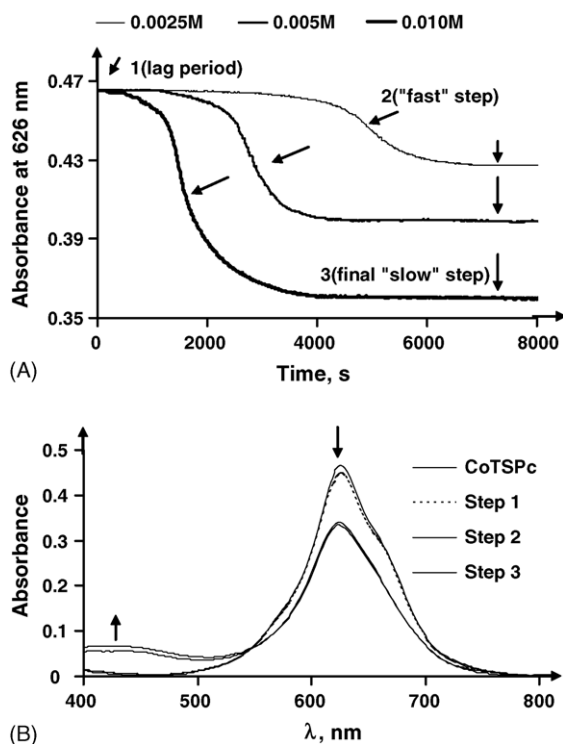 0.0025M 0.005M 0.010M
1(lag period)
2("fast" step)
3(final "slow" step)
Absorbance at 626 nm
0.47
0.43
0.39
0.35
0 2000 4000 6000 8000
Time, s
(A)
Absorbance
0.5
0.4
0.3
0.2
0.1
0
CoTSPc
Step 1
Step 2
Step 3
400 500 600 700 800
λ, nm
(B)